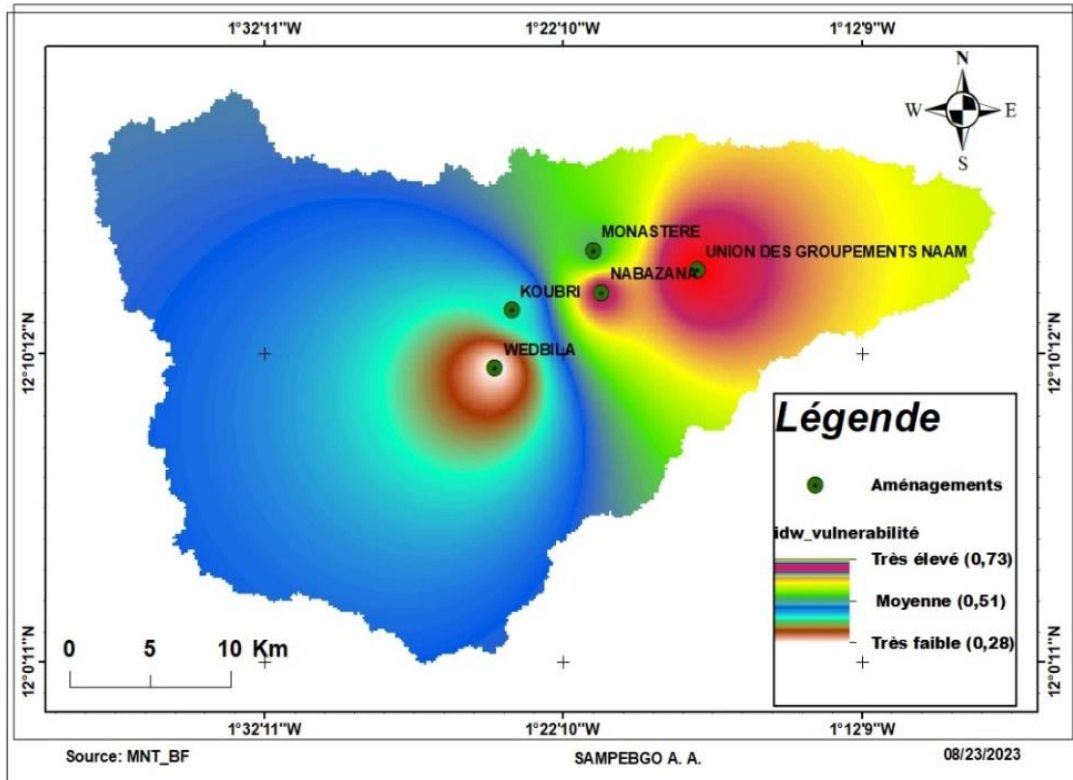 1°32'11"W 1°22'10"W 1°12'9"W
N
W E
S
MONASTERE
UNION DES GROUPEMENTS NAAM
NABAZANA
KOUBRI
12°10'12"N 12°10'12"N
WEDBILA
Légende
Aménagements
idw_vulnerabilité
Très élevé (0,73)
Moyenne (0,51)
Très faible (0,28)
0 5 10 Km
12°0'11"N 12°0'11"N
1°32'11"W 1°22'10"W 1°12'9"W
Source: MNT_BF SAMPEBGO A. A. 08/23/2023